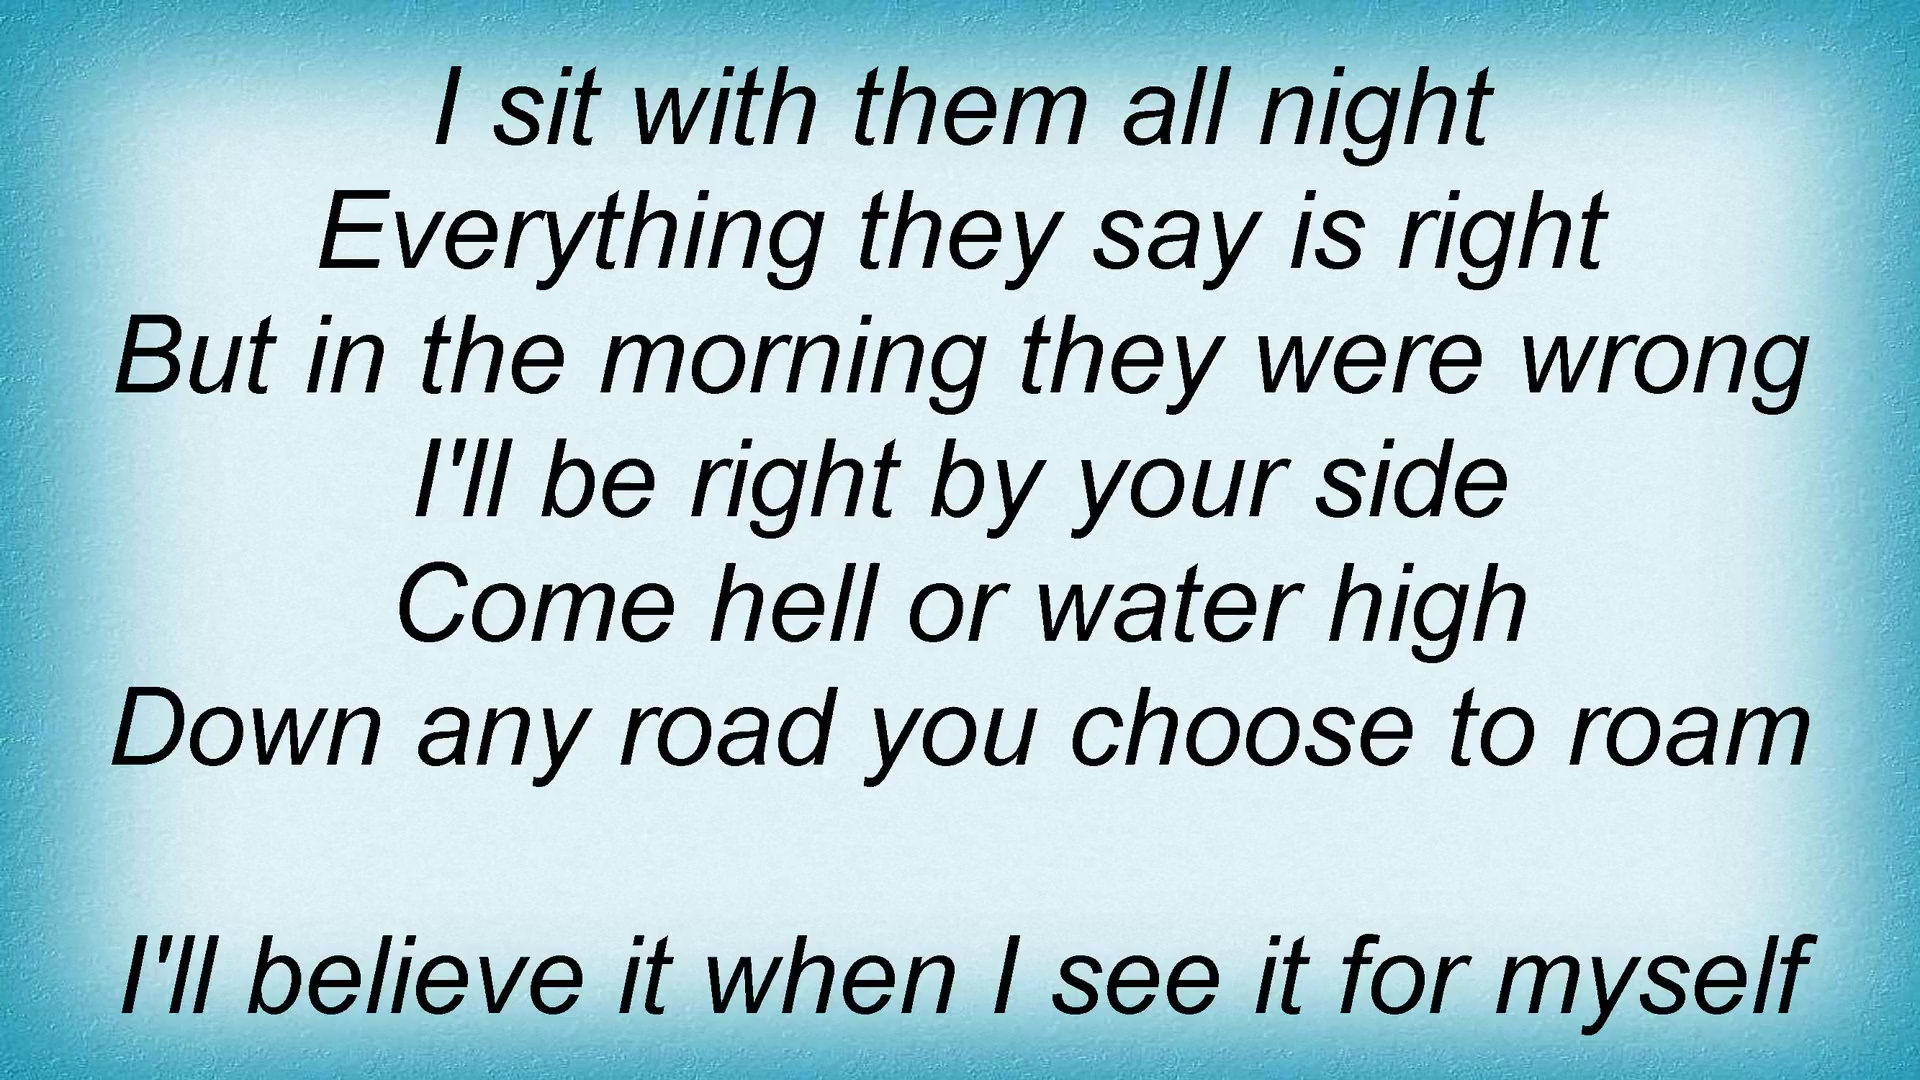 I sit with them all night
Everything they say is right
But in the morning they were wrong
I'll be right by your side
Come hell or water high
Down any road you choose to roam
I'll believe it when I see it for myself